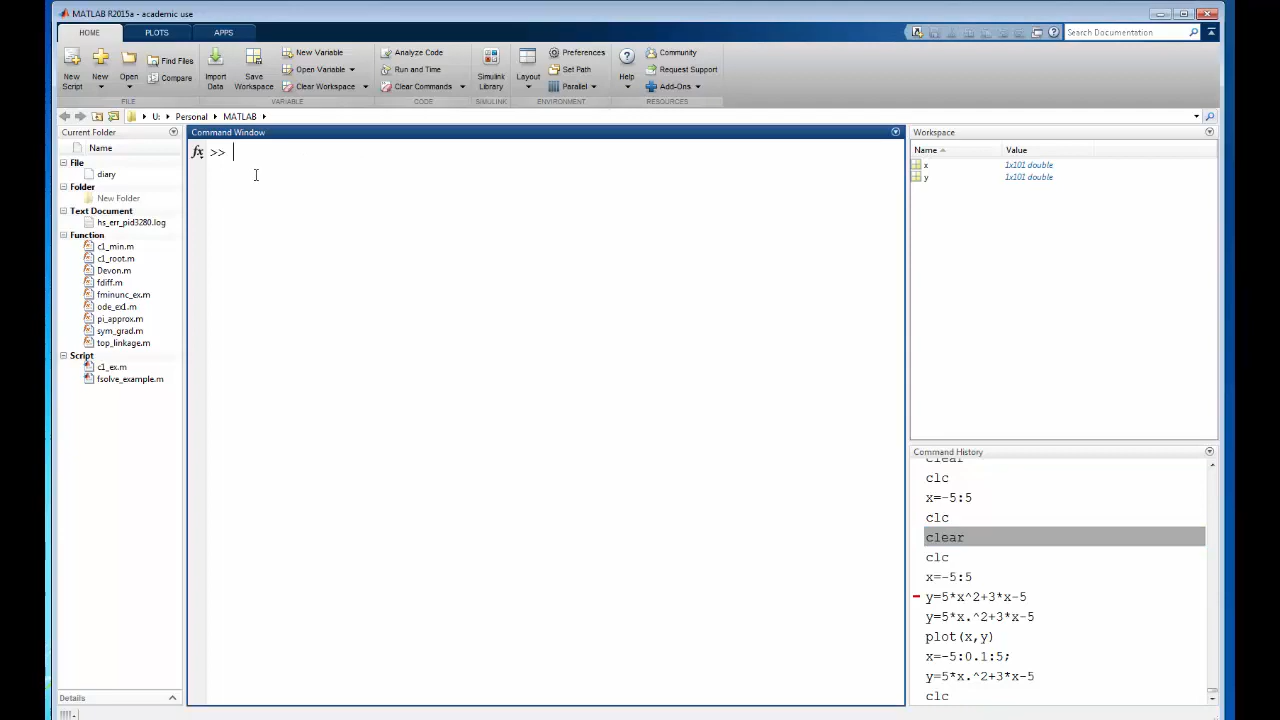 MATLAB R2015a - academic use
HOME PLOTS APPS
Search Documentation
New Script
New
Open
Find Files
Compare
Import Data
Save Workspace
New Variable
Open Variable
Clear Workspace
Analyze Code
Run and Time
Clear Commands
Simulink Library
Layout
Preferences
Set Path
Parallel
Help
Community
Request Support
Add-Ons
FILE VARIABLE CODE SIMULINK ENVIRONMENT RESOURCES
U: Personal MATLAB
Current Folder
Name
File
diary
Folder
New Folder
Text Document
hs_err_pid3280.log
Function
c1_min.m
c1_root.m
Devon.m
fdiff.m
fminunc_ex.m
ode_ex1.m
pi_approx.m
sym_grad.m
top_linkage.m
Script
c1_ex.m
fsolve_example.m
Details
Command Window
fx >>
Workspace
Name Value
x 1x101 double
y 1x101 double
Command History
clear
clc
x=-5:5
clc
clear
clc
x=-5:5
y=5*x^2+3*x-5
y=5*x.^2+3*x-5
plot(x,y)
x=-5:0.1:5;
y=5*x.^2+3*x-5
clc